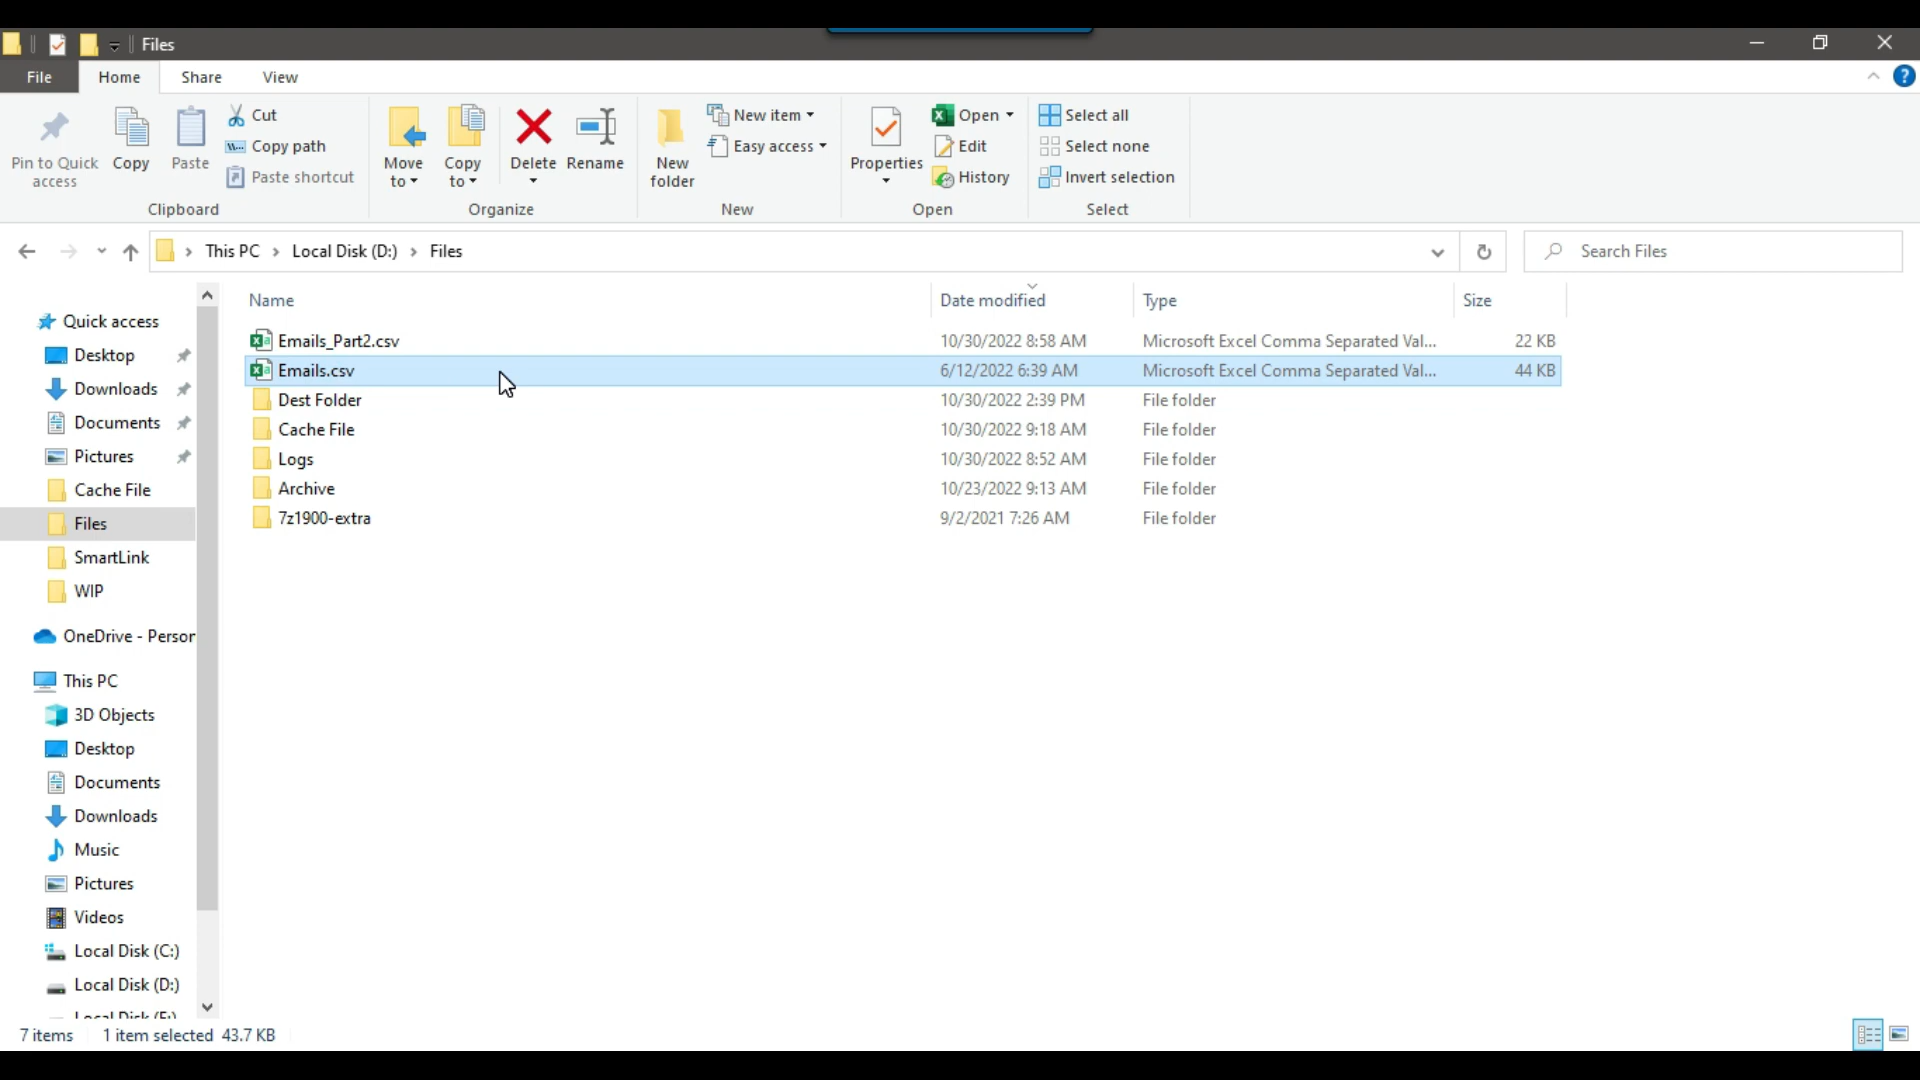 Files
File Home Share View
Pin to Quick access
Copy
Paste
Cut
Copy path
Paste shortcut
Clipboard
Move to
Copy to
Delete
Rename
Organize
New folder
New item
Easy access
New
Properties
Open
Edit
History
Open
Select all
Select none
Invert selection
Select
This PC > Local Disk (D:) > Files
Search Files
Name Date modified Type Size
Emails_Part2.csv 10/30/2022 8:58 AM Microsoft Excel Comma Separated Val... 22 KB
Emails.csv 6/12/2022 6:39 AM Microsoft Excel Comma Separated Val... 44 KB
Dest Folder 10/30/2022 2:39 PM File folder
Cache File 10/30/2022 9:18 AM File folder
Logs 10/30/2022 8:52 AM File folder
Archive 10/23/2022 9:13 AM File folder
7z1900-extra 9/2/2021 7:26 AM File folder
Quick access
Desktop
Downloads
Documents
Pictures
Cache File
Files
SmartLink
WIP
OneDrive - Person
This PC
3D Objects
Desktop
Documents
Downloads
Music
Pictures
Videos
Local Disk (C:)
Local Disk (D:)
7 items 1 item selected 43.7 KB